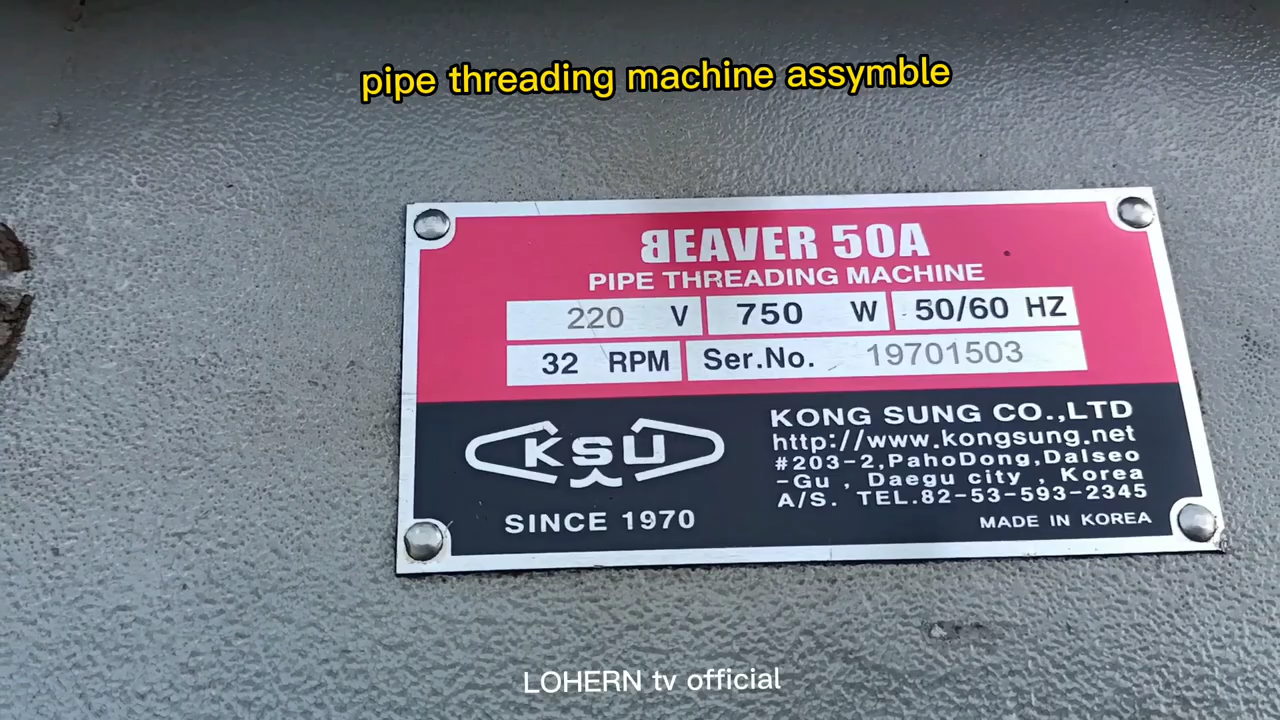 pipe threading machine assymble
BEAVER 50A
PIPE THREADING MACHINE
220 V 750 W 50/60 HZ
32 RPM Ser.No. 19701503
KSU
SINCE 1970
KONG SUNG CO.,LTD
http://www.kongsung.net
#203-2,PahoDong,Dalseo
-Gu , Daegu city , Korea
A/S. TEL.82-53-593-2345
MADE IN KOREA
LOHERN tv official